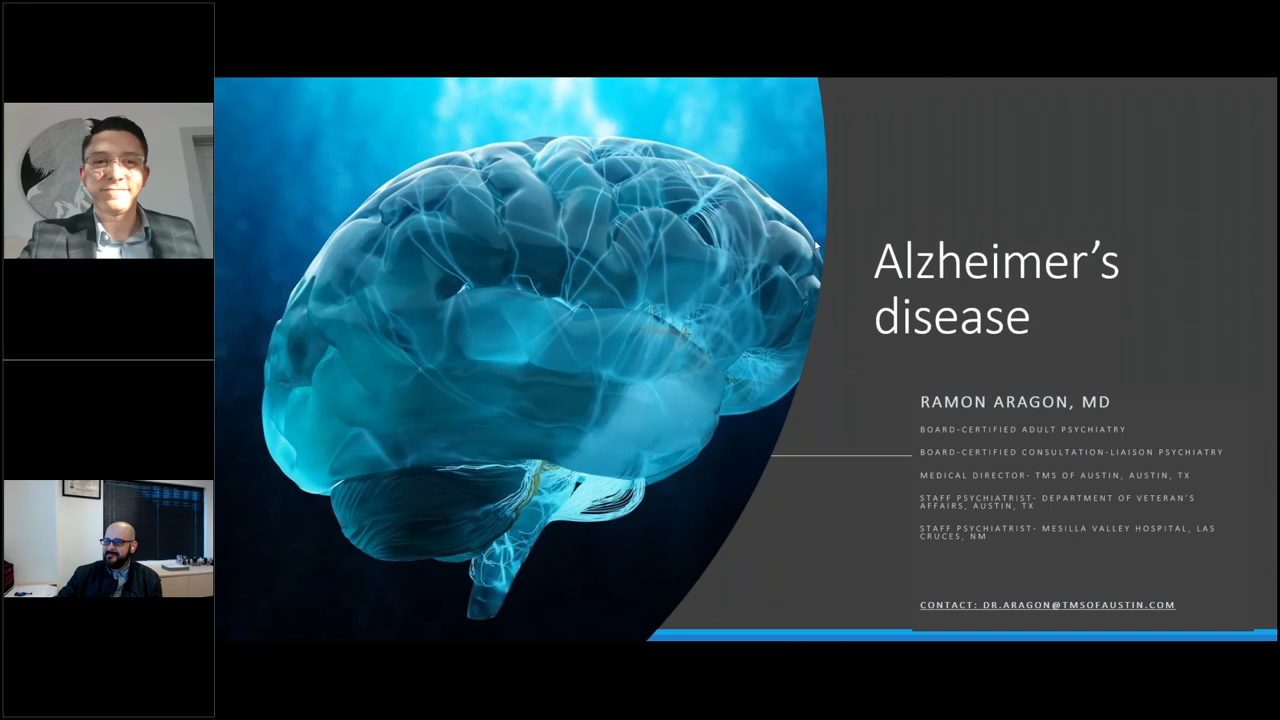 Alzheimer’s
disease
RAMON ARAGON, MD
BOARD-CERTIFIED ADULT PSYCHIATRY
BOARD-CERTIFIED CONSULTATION-LIAISON PSYCHIATRY
MEDICAL DIRECTOR- TMS OF AUSTIN, AUSTIN, TX
STAFF PSYCHIATRIST- DEPARTMENT OF VETERAN’S
AFFAIRS, AUSTIN, TX
STAFF PSYCHIATRIST- MESILLA VALLEY HOSPITAL, LAS
CRUCES, NM
CONTACT: DR.ARAGON@TMSOFAUSTIN.COM